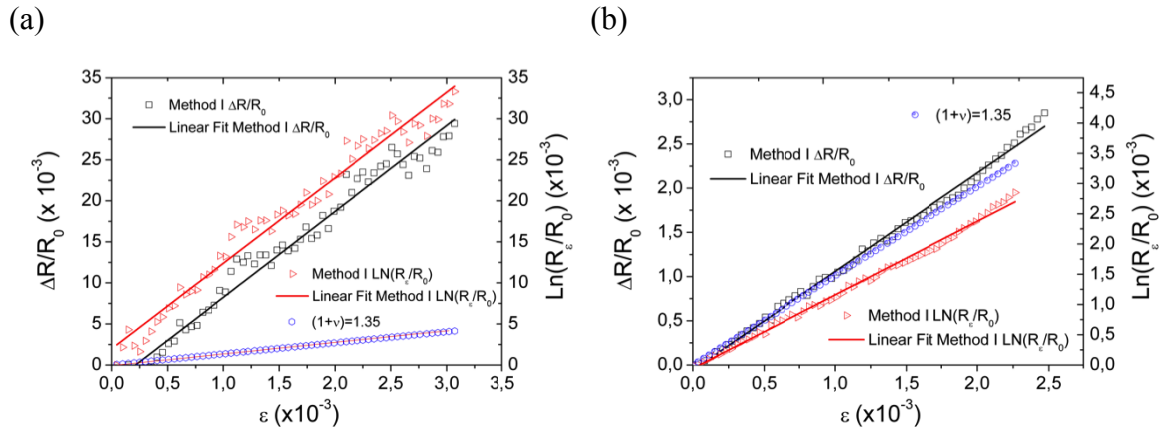 (a)
35
30
25
20
15
10
5
0
ΔR/R₀ (x 10⁻³)
□ Method I ΔR/R₀
Linear Fit Method I ΔR/R₀
▷ Method I LN(Rε/R₀)
Linear Fit Method I LN(Rε/R₀)
(1+ν)=1.35
35
30
25
20
15
10
5
0
Ln(Rε/R₀) (x10⁻³)
0,0 0,5 1,0 1,5 2,0 2,5 3,0 3,5
ε (x10⁻³)
(b)
3,0
2,5
2,0
1,5
1,0
0,5
0,0
ΔR/R₀ (x 10⁻³)
(1+ν)=1.35
□ Method I ΔR/R₀
Linear Fit Method I ΔR/R₀
▷ Method I LN(Rε/R₀)
Linear Fit Method I LN(Rε/R₀)
4,5
4,0
3,5
3,0
2,5
2,0
1,5
1,0
0,5
0,0
Ln(Rε/R₀) (x10⁻³)
0,0 0,5 1,0 1,5 2,0 2,5
ε (x10⁻³)